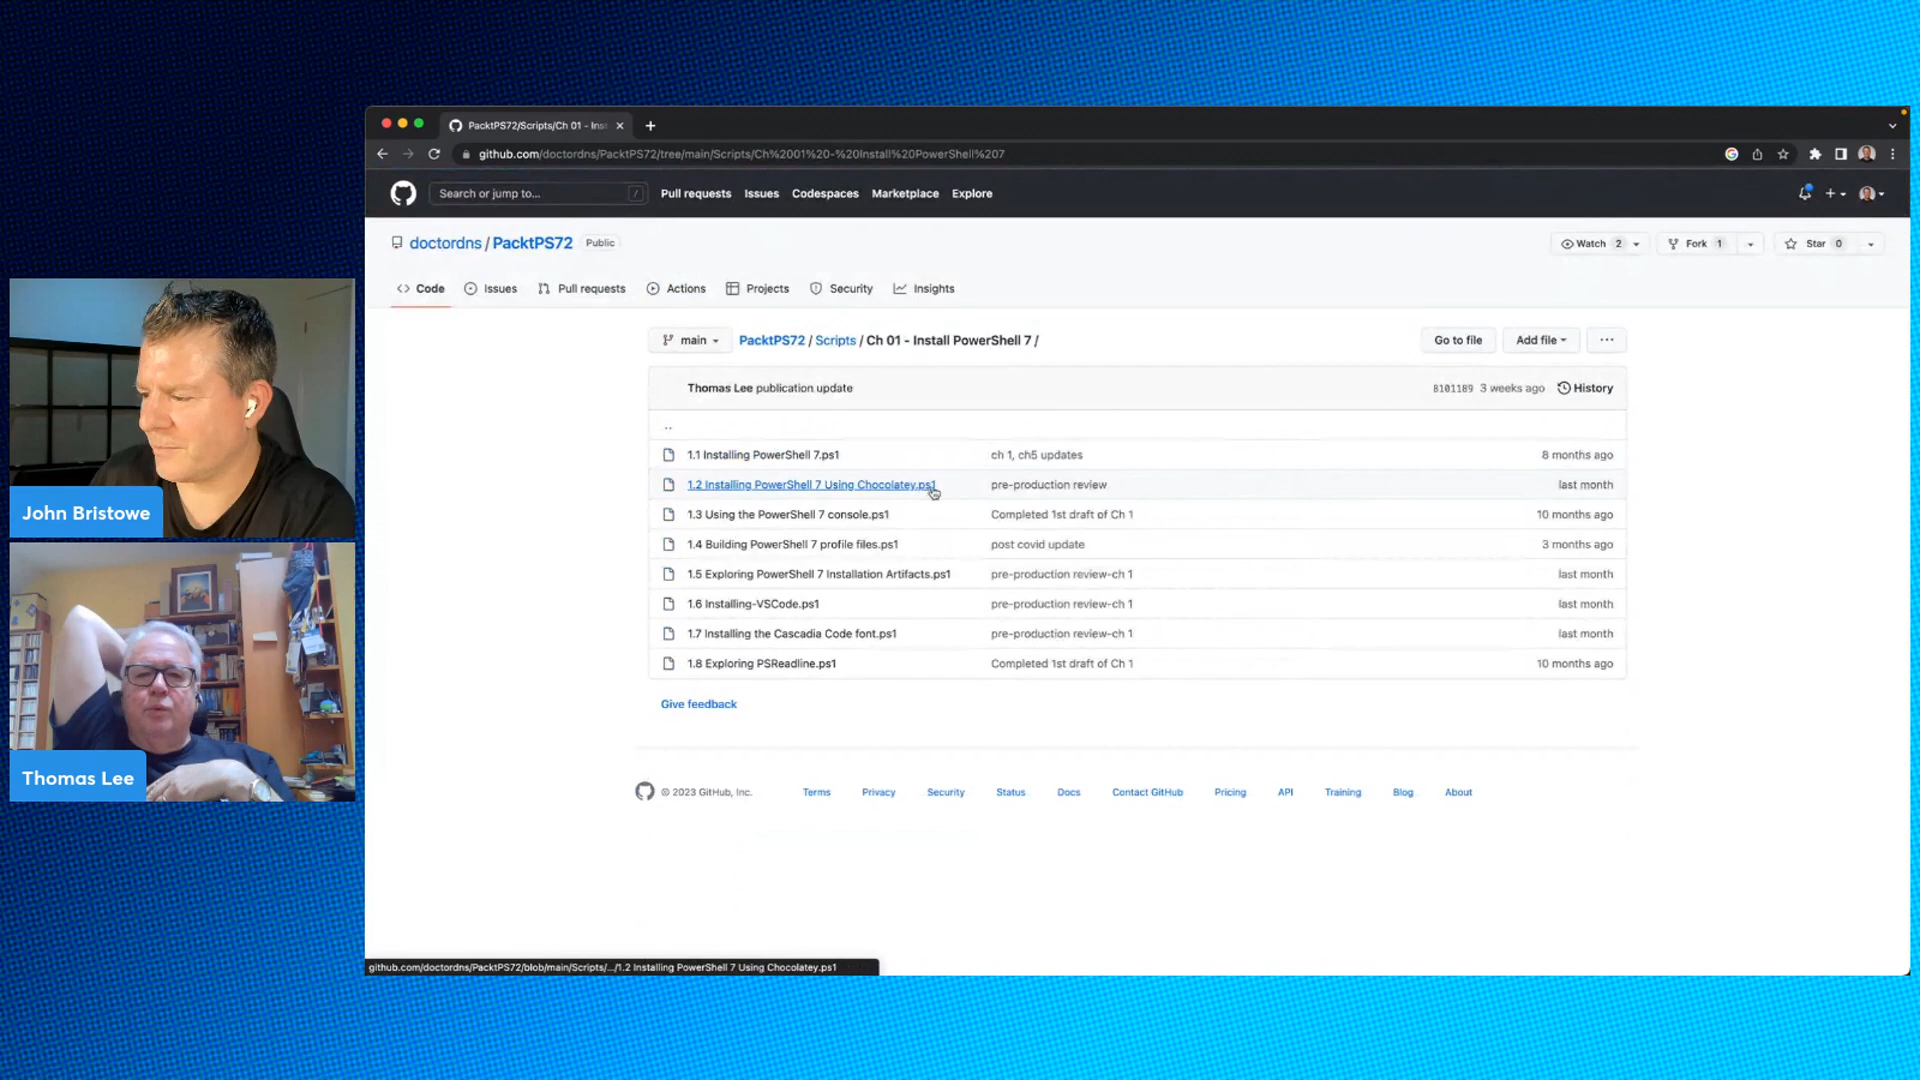 PacktPS72/Scripts/Ch 01 - Inst
github.com/doctordns/PacktPS72/tree/main/Scripts/Ch%2001%20-%20Install%20PowerShell%207
Search or jump to... /
Pull requests Issues Codespaces Marketplace Explore
doctordns / PacktPS72 Public
Watch 2 Fork 1 Star 0
Code Issues Pull requests Actions Projects Security Insights
main PacktPS72 / Scripts / Ch 01 - Install PowerShell 7 / Go to file Add file ...
Thomas Lee publication update 8101189 3 weeks ago History
..
1.1 Installing PowerShell 7.ps1 ch 1, ch5 updates 8 months ago
1.2 Installing PowerShell 7 Using Chocolatey.ps1 pre-production review last month
1.3 Using the PowerShell 7 console.ps1 Completed 1st draft of Ch 1 10 months ago
1.4 Building PowerShell 7 profile files.ps1 post covid update 3 months ago
1.5 Exploring PowerShell 7 Installation Artifacts.ps1 pre-production review-ch 1 last month
1.6 Installing-VSCode.ps1 pre-production review-ch 1 last month
1.7 Installing the Cascadia Code font.ps1 pre-production review-ch 1 last month
1.8 Exploring PSReadline.ps1 Completed 1st draft of Ch 1 10 months ago
Give feedback
© 2023 GitHub, Inc. Terms Privacy Security Status Docs Contact GitHub Pricing API Training Blog About
github.com/doctordns/PacktPS72/blob/main/Scripts/.../1.2 Installing PowerShell 7 Using Chocolatey.ps1
John Bristowe
Thomas Lee